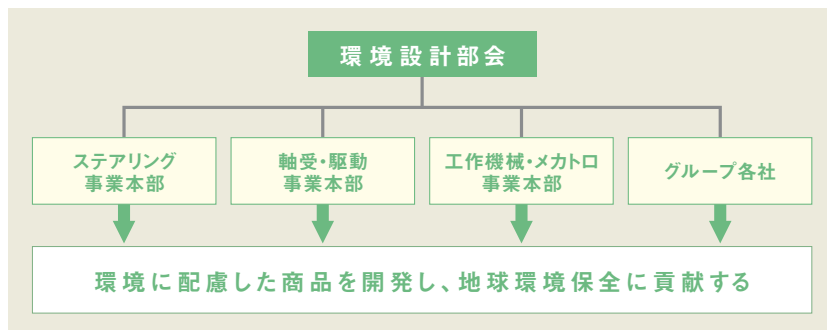 環境設計部会
ステアリング
事業本部
軸受・駆動
事業本部
工作機械・メカトロ
事業本部
グループ各社
環境に配慮した商品を開発し、地球環境保全に貢献する